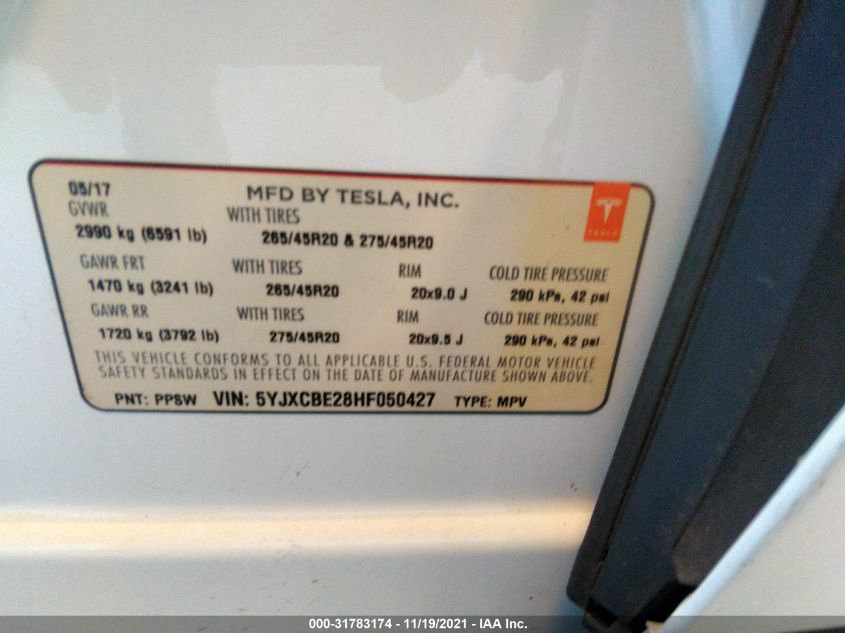 05/17 MFD BY TESLA, INC.
GVWR WITH TIRES
2990 kg (6591 lb) 265/45R20 & 275/45R20
TESLA
GAWR FRT WITH TIRES RIM COLD TIRE PRESSURE
1470 kg (3241 lb) 265/45R20 20x9.0 J 290 kPa, 42 psi
GAWR RR WITH TIRES RIM COLD TIRE PRESSURE
1720 kg (3792 lb) 275/45R20 20x9.5 J 290 kPa, 42 psi
THIS VEHICLE CONFORMS TO ALL APPLICABLE U.S. FEDERAL MOTOR VEHICLE
SAFETY STANDARDS IN EFFECT ON THE DATE OF MANUFACTURE SHOWN ABOVE.
PNT: PPSW VIN: 5YJXCBE28HF050427 TYPE: MPV
000-31783174 - 11/19/2021 - IAA Inc.